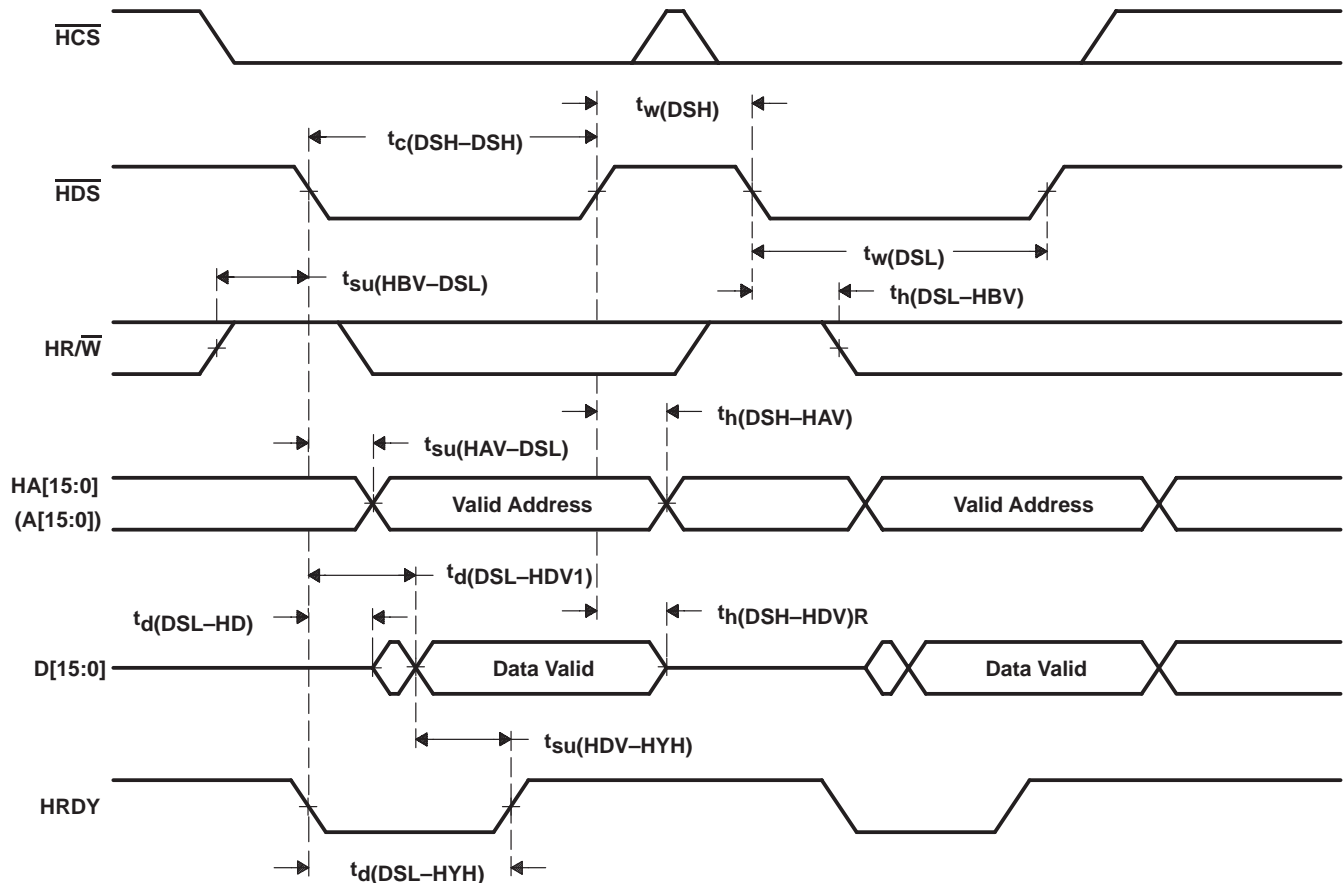 HCS
tw(DSH)
tc(DSH–DSH)
HDS
tw(DSL)
tsu(HBV–DSL)
th(DSL–HBV)
HR/W
th(DSH–HAV)
tsu(HAV–DSL)
HA[15:0]
(A[15:0])
Valid Address
Valid Address
td(DSL–HDV1)
td(DSL–HD)
th(DSH–HDV)R
D[15:0]
Data Valid
Data Valid
tsu(HDV–HYH)
HRDY
td(DSL–HYH)